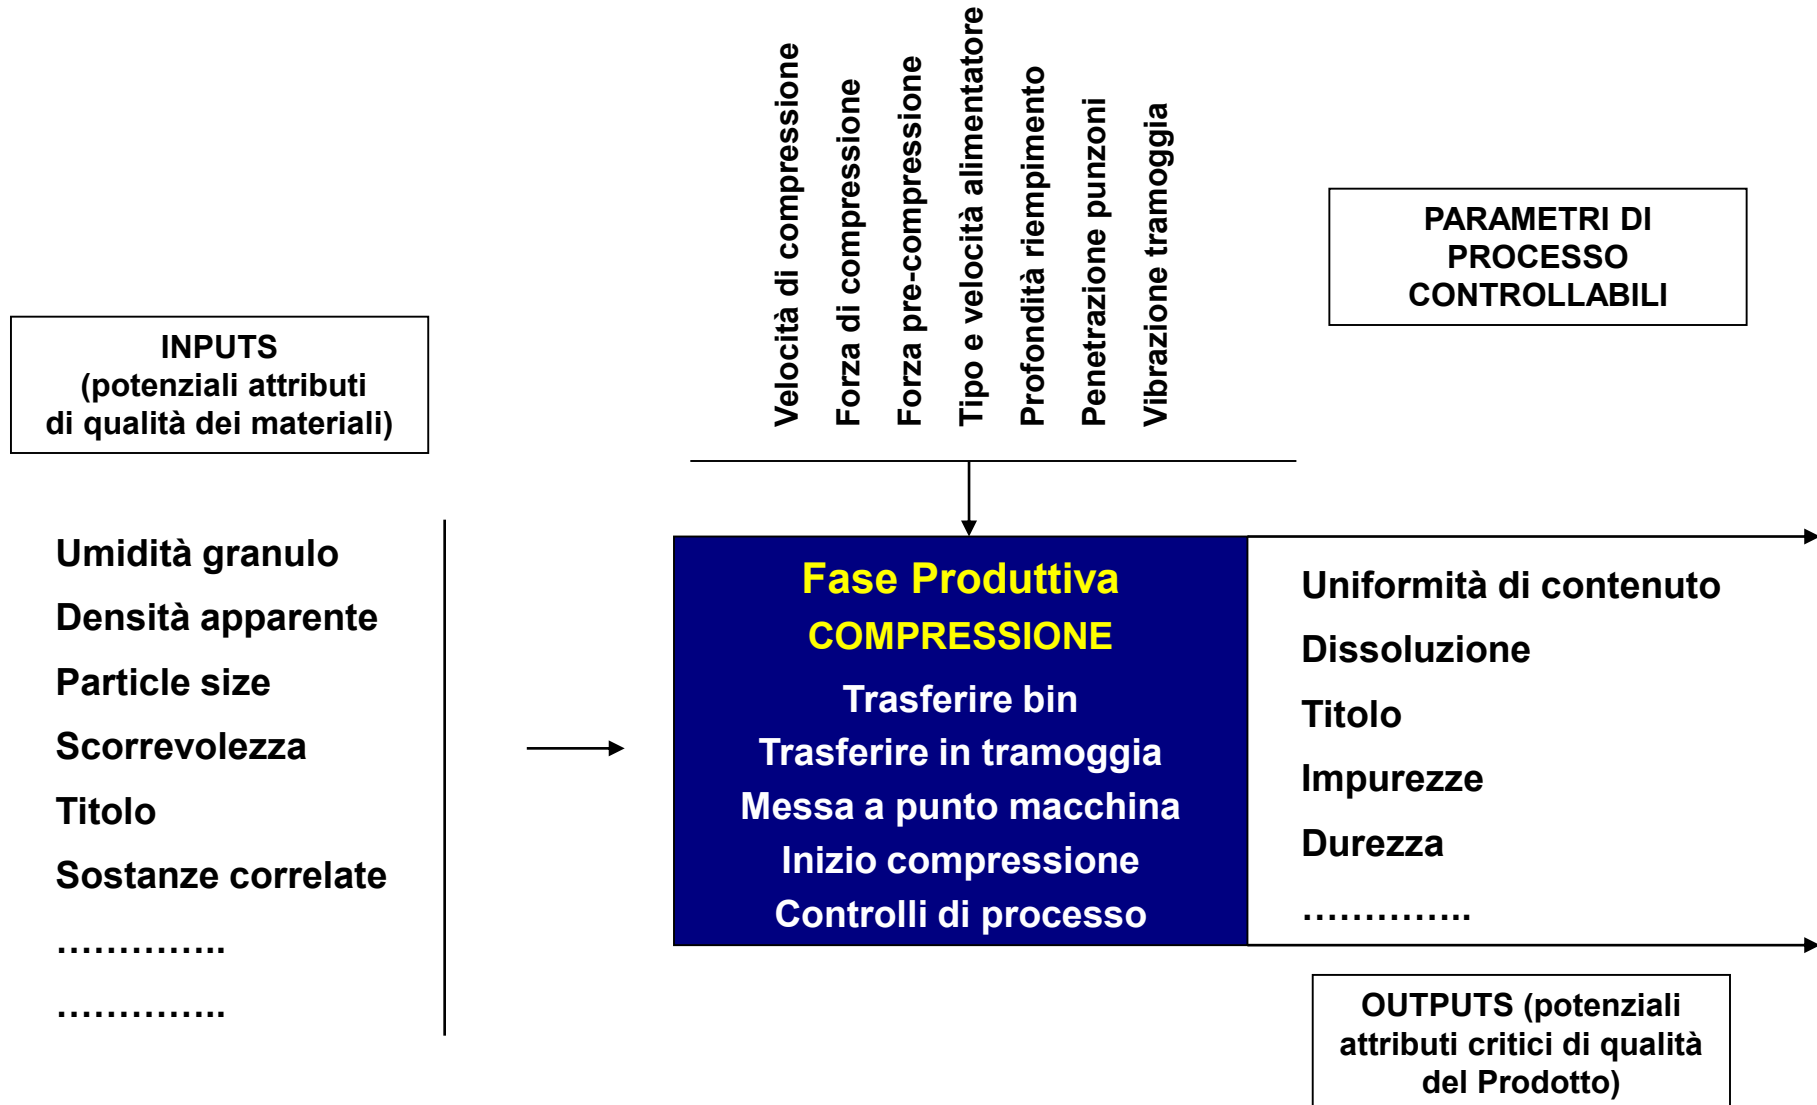 Velocità di compressione
Forza di compressione
Forza pre-compressione
Tipo e velocità alimentatore
Profondità riempimento
Penetrazione punzoni
Vibrazione tramoggia
PARAMETRI DI
PROCESSO
CONTROLLABILI
INPUTS
(potenziali attributi
di qualità dei materiali)
Umidità granulo
Densità apparente
Particle size
Scorrevolezza
Titolo
Sostanze correlate
…………..
…………..
Fase Produttiva
COMPRESSIONE
Trasferire bin
Trasferire in tramoggia
Messa a punto macchina
Inizio compressione
Controlli di processo
Uniformità di contenuto
Dissoluzione
Titolo
Impurezze
Durezza
…………..
OUTPUTS (potenziali
attributi critici di qualità
del Prodotto)